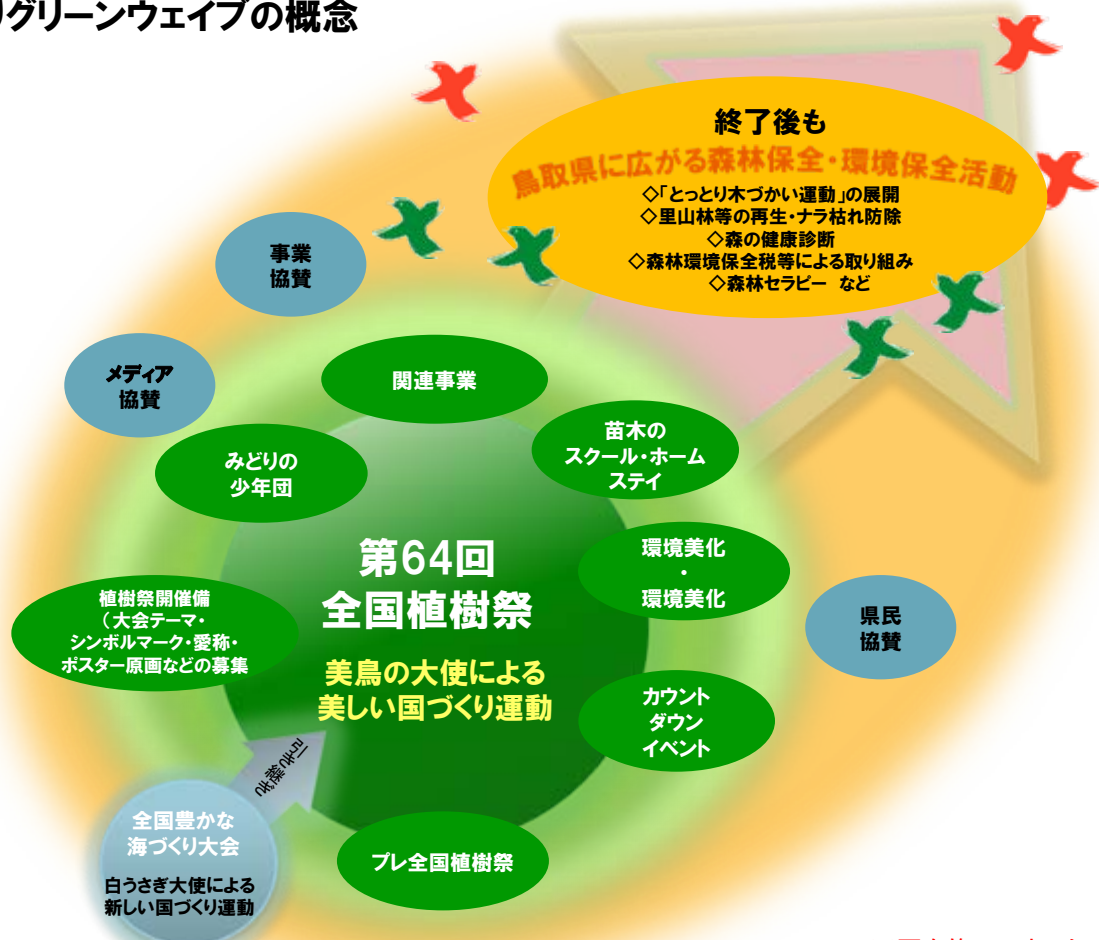 グリーンウェイブの概念
終了後も
鳥取県に広がる森林保全・環境保全活動
◇「とっとり木づかい運動」の展開
◇里山林等の再生・ナラ枯れ防除
◇森の健康診断
◇森林環境保全税等による取り組み
◇森林セラピー など
事業
協賛
メディア
協賛
関連事業
みどりの
少年団
苗木の
スクール・ホーム
ステイ
第64回
全国植樹祭
美鳥の大使による
美しい国づくり運動
環境美化
・
環境美化
植樹祭開催備
(大会テーマ・
シンボルマーク・愛称・
ポスター原画などの募集
県民
協賛
カウント
ダウン
イベント
引き継ぎ
全国豊かな
海づくり大会
白うさぎ大使による
新しい国づくり運動
プレ全国植樹祭